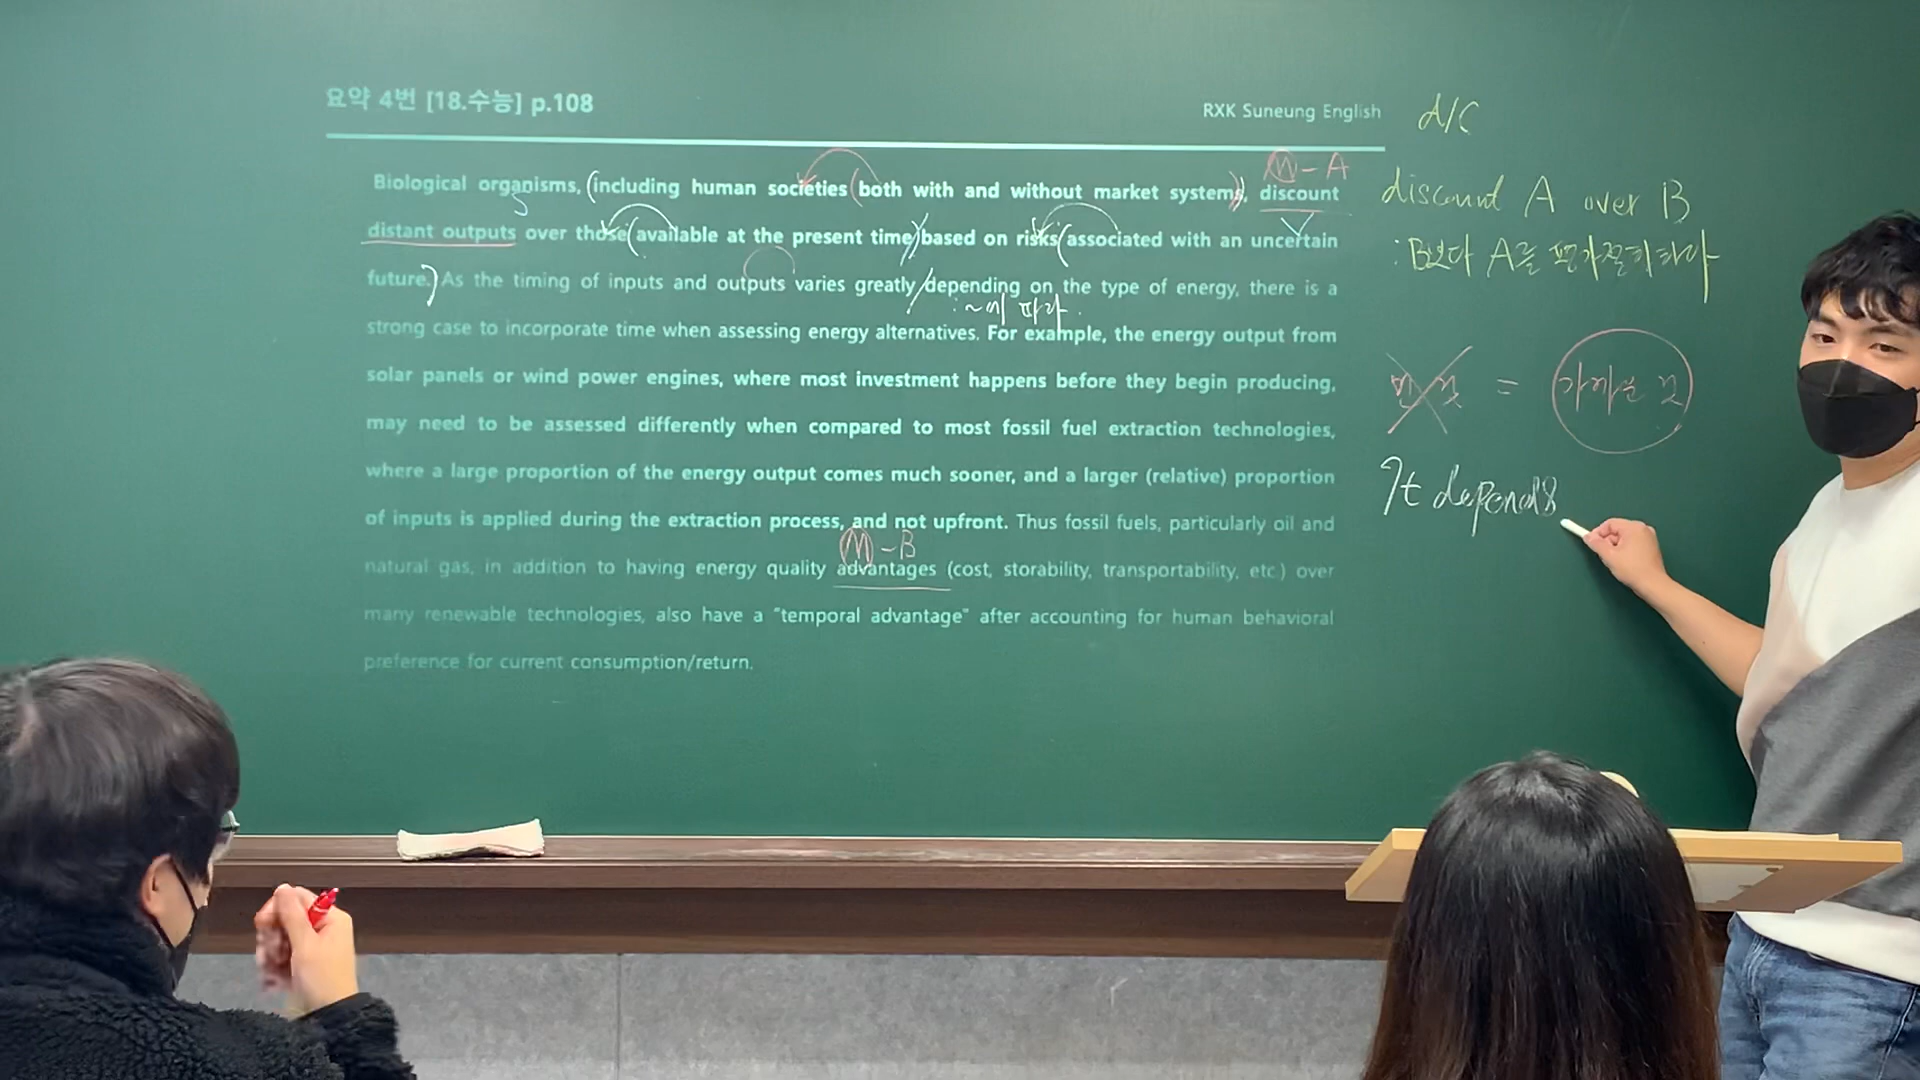 요약 4번 [18.수능] p.108
RXK Suneung English
Biological organisms, (including human societies (both with and without market systems), discount
distant outputs over those (available at the present time) based on risks (associated with an uncertain
future.) As the timing of inputs and outputs varies greatly / depending on the type of energy, there is a
strong case to incorporate time when assessing energy alternatives. For example, the energy output from
solar panels or wind power engines, where most investment happens before they begin producing,
may need to be assessed differently when compared to most fossil fuel extraction technologies,
where a large proportion of the energy output comes much sooner, and a larger (relative) proportion
of inputs is applied during the extraction process, and not upfront. Thus fossil fuels, particularly oil and
natural gas, in addition to having energy quality advantages (cost, storability, transportability, etc.) over
many renewable technologies, also have a "temporal advantage" after accounting for human behavioral
preference for current consumption/return.
S
V
M - A
: ~에 따라.
M - B
A/C
discount A over B
: B보다 A를 평가절하하다
먼 것 = 가까운 것
It depends